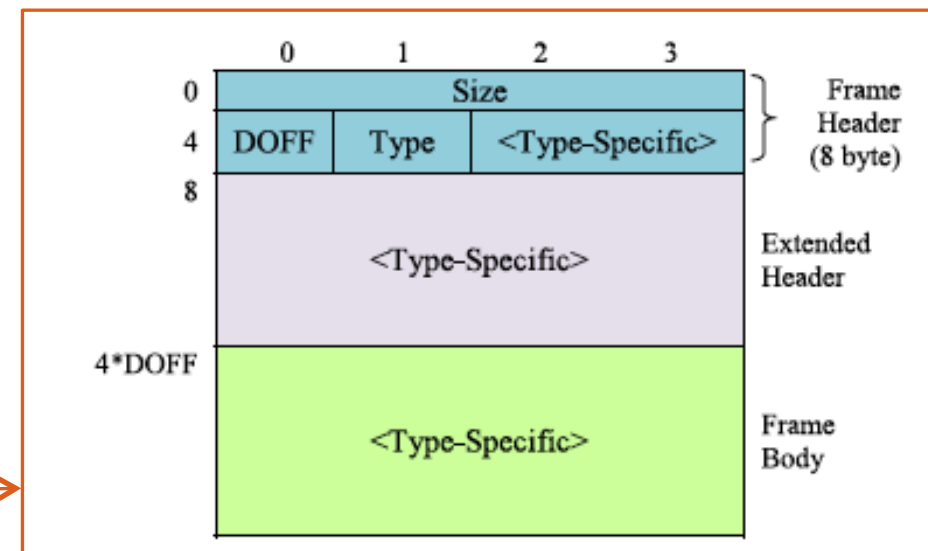 0 1 2 3
0 Size Frame
Header
4 DOFF Type <Type-Specific> (8 byte)
8
<Type-Specific> Extended
Header
4*DOFF
<Type-Specific> Frame
Body